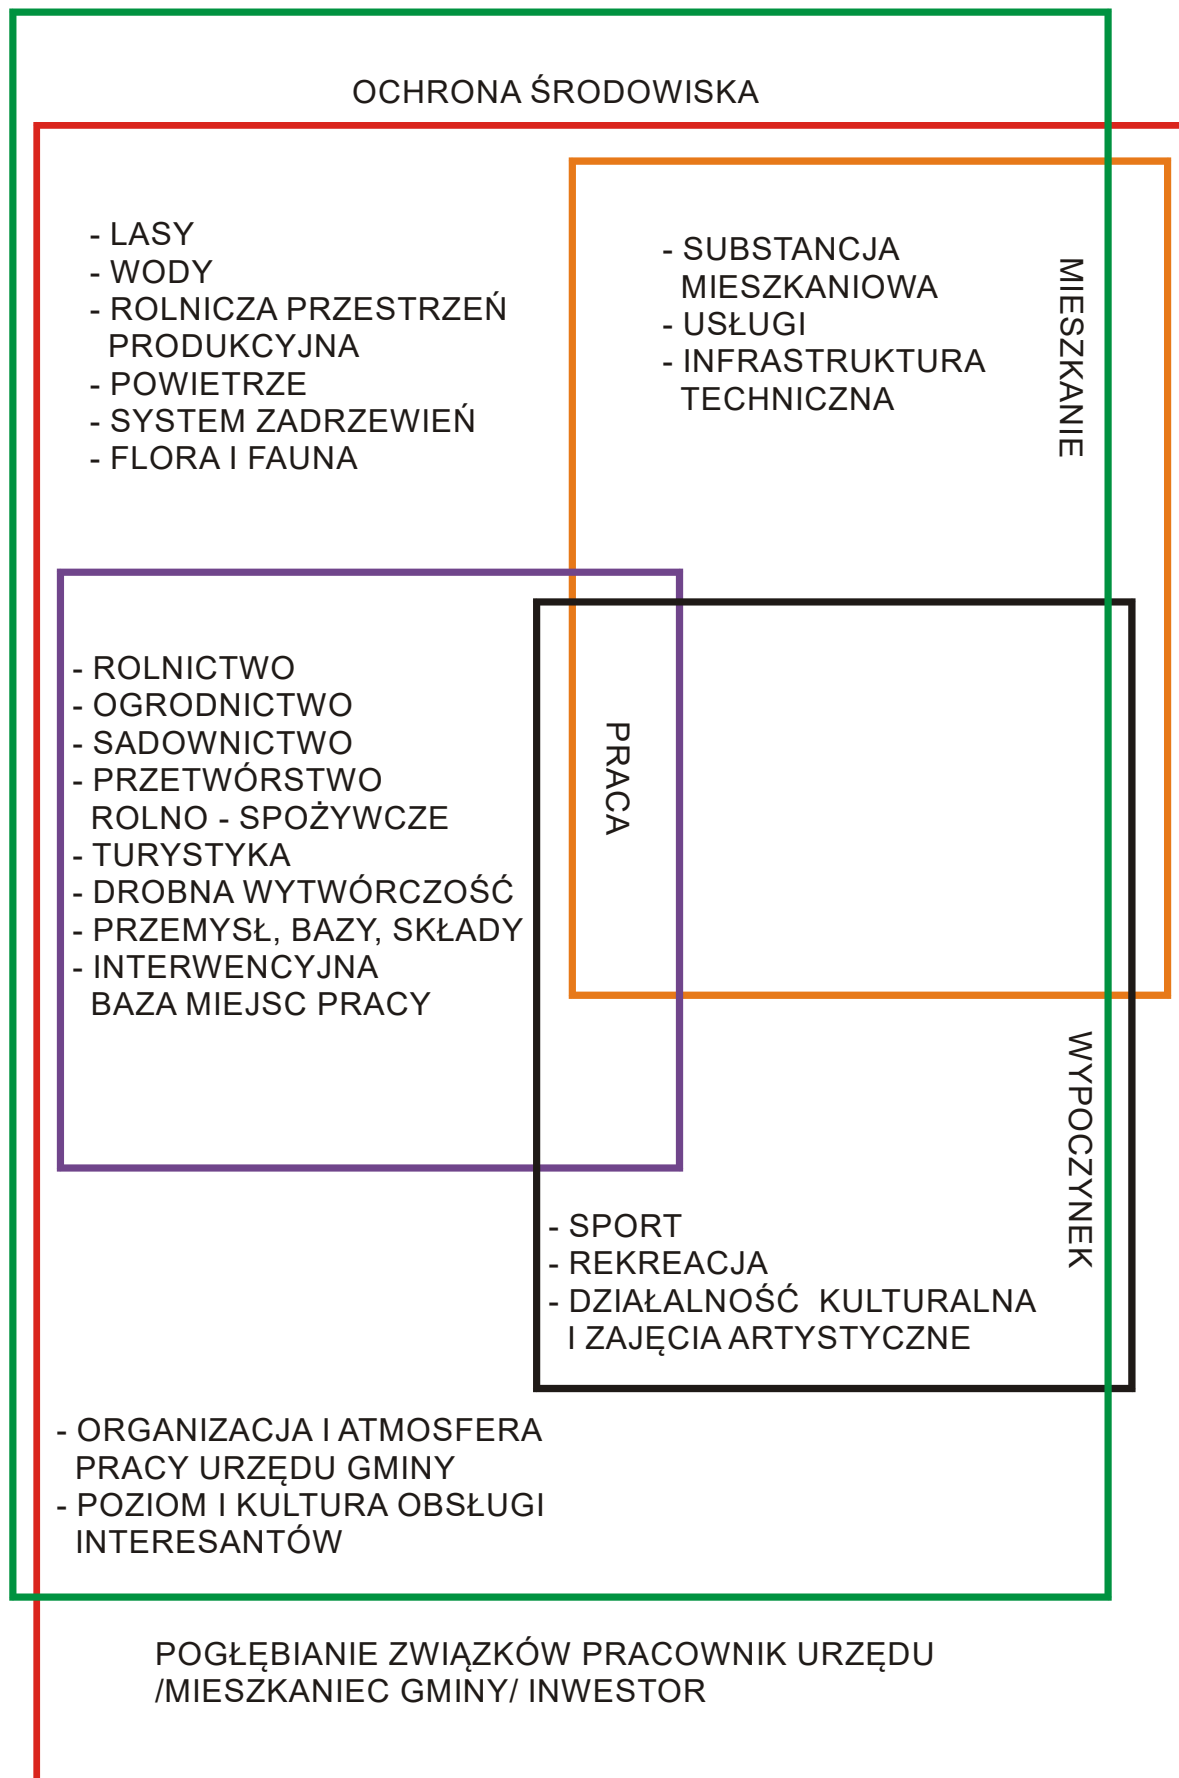 OCHRONA ŚRODOWISKA
- LASY
- WODY
- ROLNICZA PRZESTRZEŃ
PRODUKCYJNA
- POWIETRZE
- SYSTEM ZADRZEWIEŃ
- FLORA I FAUNA
- SUBSTANCJA
MIESZKANIOWA
- USŁUGI
- INFRASTRUKTURA
TECHNICZNA
MIESZKANIE
- ROLNICTWO
- OGRODNICTWO
- SADOWNICTWO
- PRZETWÓRSTWO
ROLNO - SPOŻYWCZE
- TURYSTYKA
- DROBNA WYTWÓRCZOŚĆ
- PRZEMYSŁ, BAZY, SKŁADY
- INTERWENCYJNA
BAZA MIEJSC PRACY
PRACA
WYPOCZYNEK
- SPORT
- REKREACJA
- DZIAŁALNOŚĆ KULTURALNA
I ZAJĘCIA ARTYSTYCZNE
- ORGANIZACJA I ATMOSFERA
PRACY URZĘDU GMINY
- POZIOM I KULTURA OBSŁUGI
INTERESANTÓW
POGŁĘBIANIE ZWIĄZKÓW PRACOWNIK URZĘDU
/MIESZKANIEC GMINY/ INWESTOR